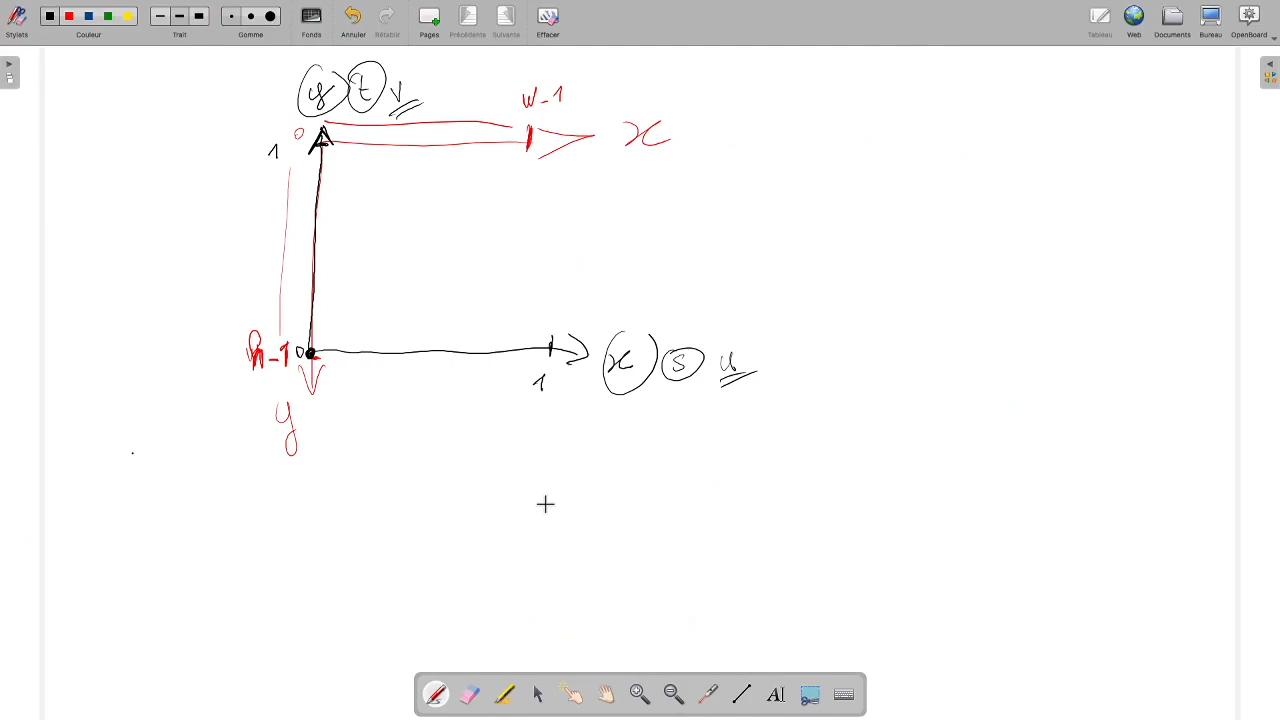 Stylets Couleur Trait Gomme Fonds Annuler Rétablir Pages Précédente Suivante Effacer Tableau Web Documents Bureau OpenBoard
y t v
w-1
0 x
1
h-1 0
x s u
1
y